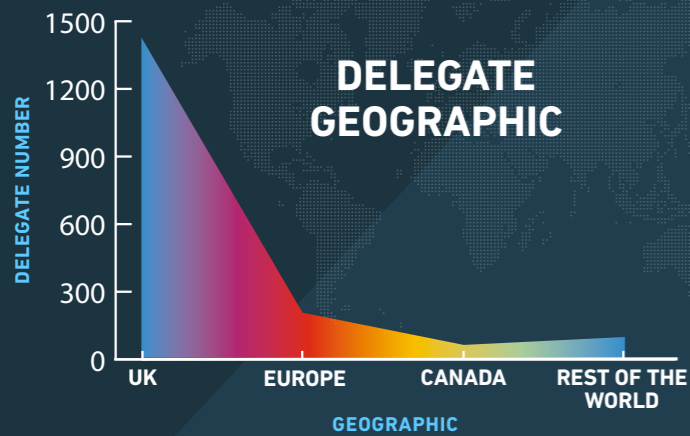 DELEGATE
GEOGRAPHIC
DELEGATE NUMBER
1500
1200
900
600
300
0
UK
EUROPE
CANADA
REST OF THE
WORLD
GEOGRAPHIC